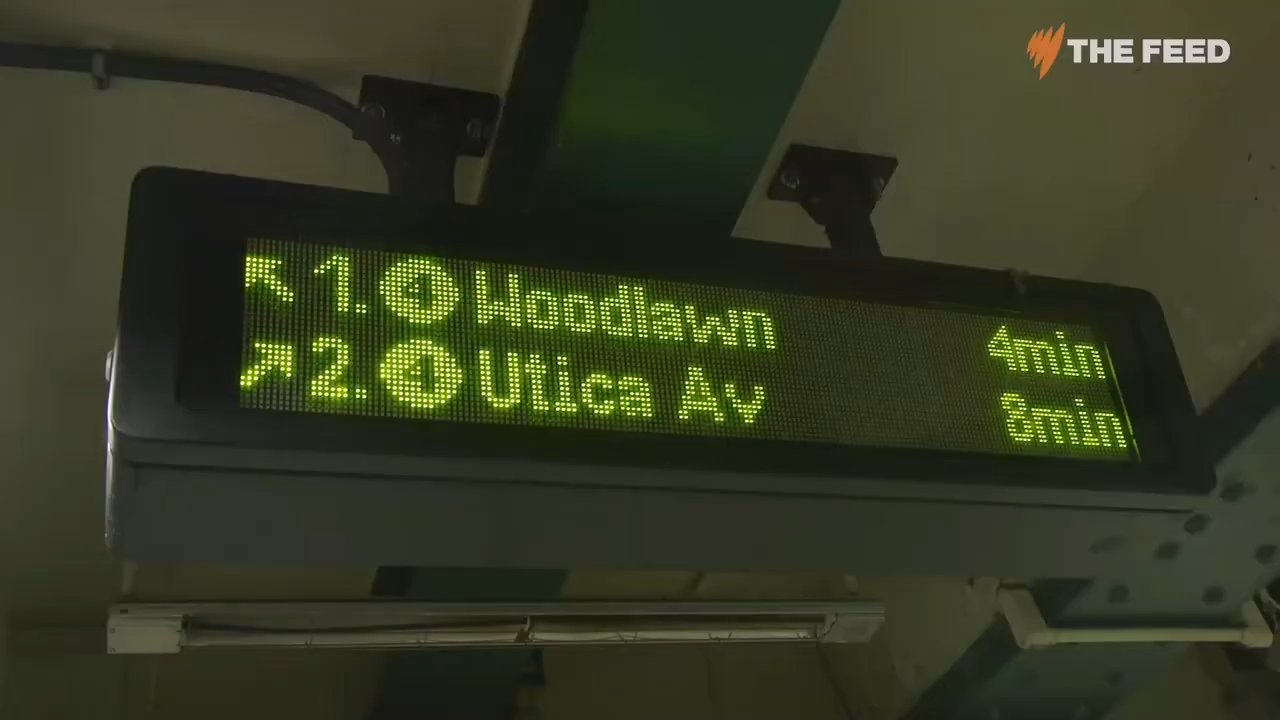 THE FEED
↖ 1. ④ Woodlawn 4min
↗ 2. ④ Utica Av 8min